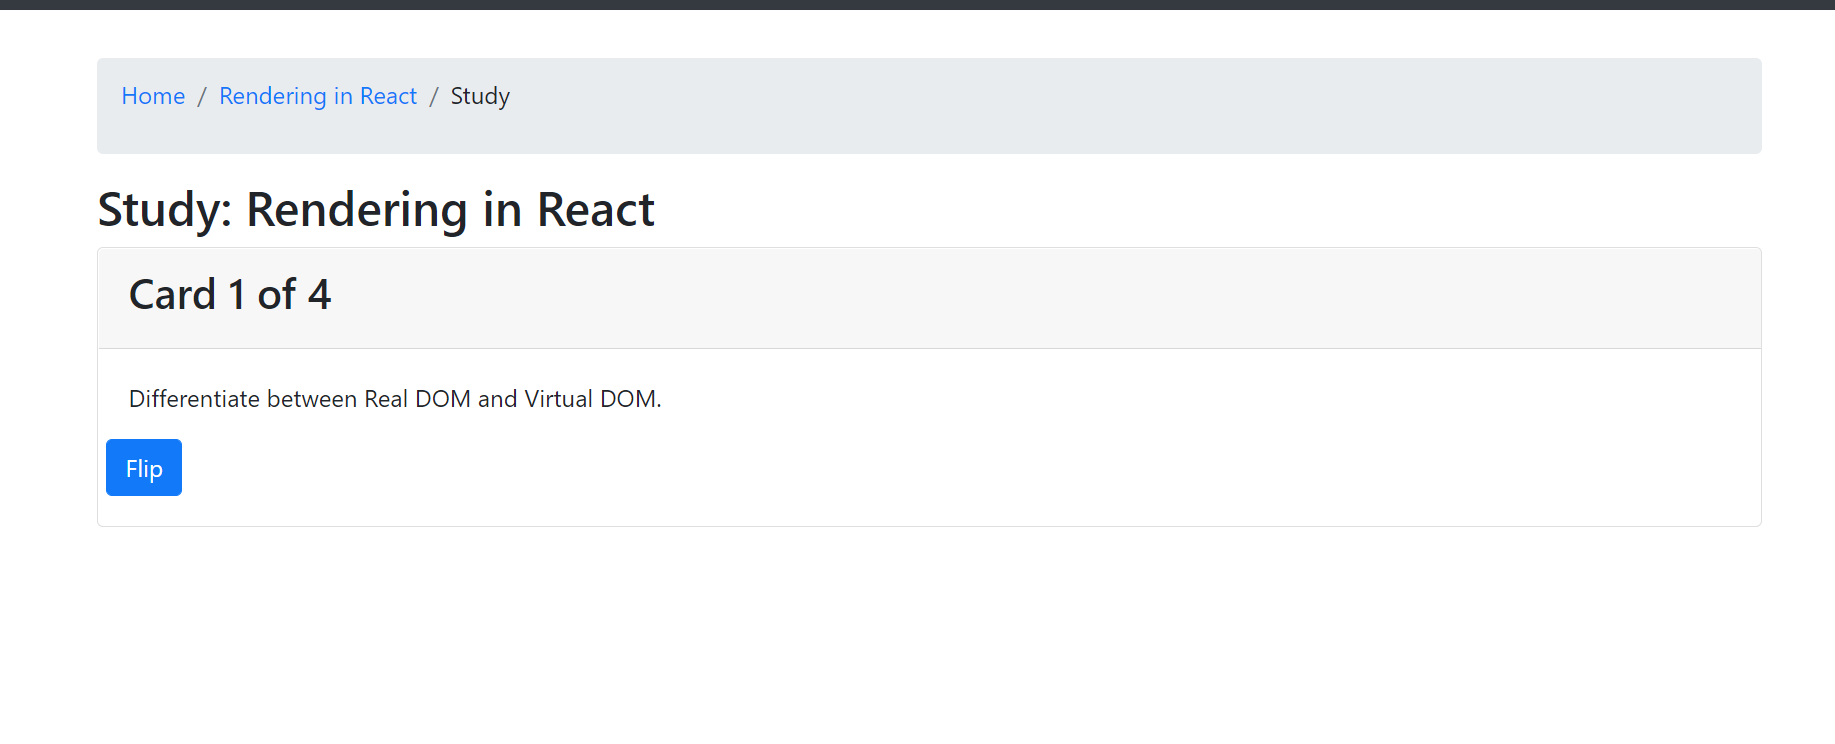 Home / Rendering in React / Study
Study: Rendering in React
Card 1 of 4
Differentiate between Real DOM and Virtual DOM.
Flip